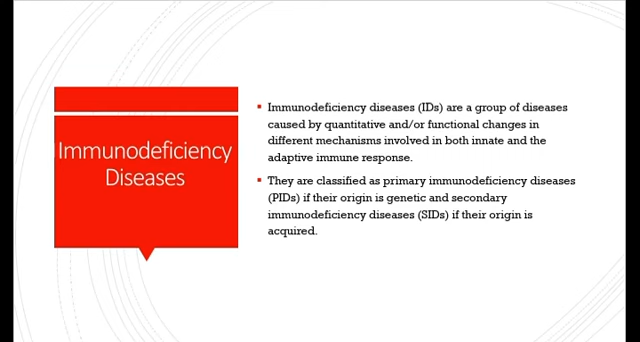 Immunodeficiency
Diseases
▪ Immunodeficiency diseases (IDs) are a group of diseases
caused by quantitative and/or functional changes in
different mechanisms involved in both innate and the
adaptive immune response.
▪ They are classified as primary immunodeficiency diseases
(PIDs) if their origin is genetic and secondary
immunodeficiency diseases (SIDs) if their origin is
acquired.